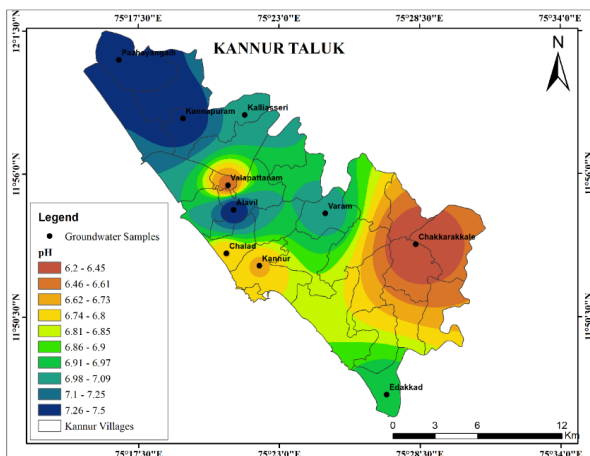 75°17'30"E 75°23'0"E 75°28'30"E 75°34'0"E
12°1'30"N
KANNUR TALUK
N
Pazhayangadi
Kannapuram
Kalliasseri
11°56'0"N
11°56'0"N
Valapattanam
Alavil
Varam
Chakkarakkale
Chalad
Kannur
Legend
Groundwater Samples
pH
6.2 - 6.45
6.46 - 6.61
6.62 - 6.73
6.74 - 6.8
6.81 - 6.85
6.86 - 6.9
6.91 - 6.97
6.98 - 7.09
7.1 - 7.25
7.26 - 7.5
Kannur Villages
11°50'30"N
11°50'30"N
Edakkad
0 3 6 12
Km
75°17'30"E 75°23'0"E 75°28'30"E 75°34'0"E